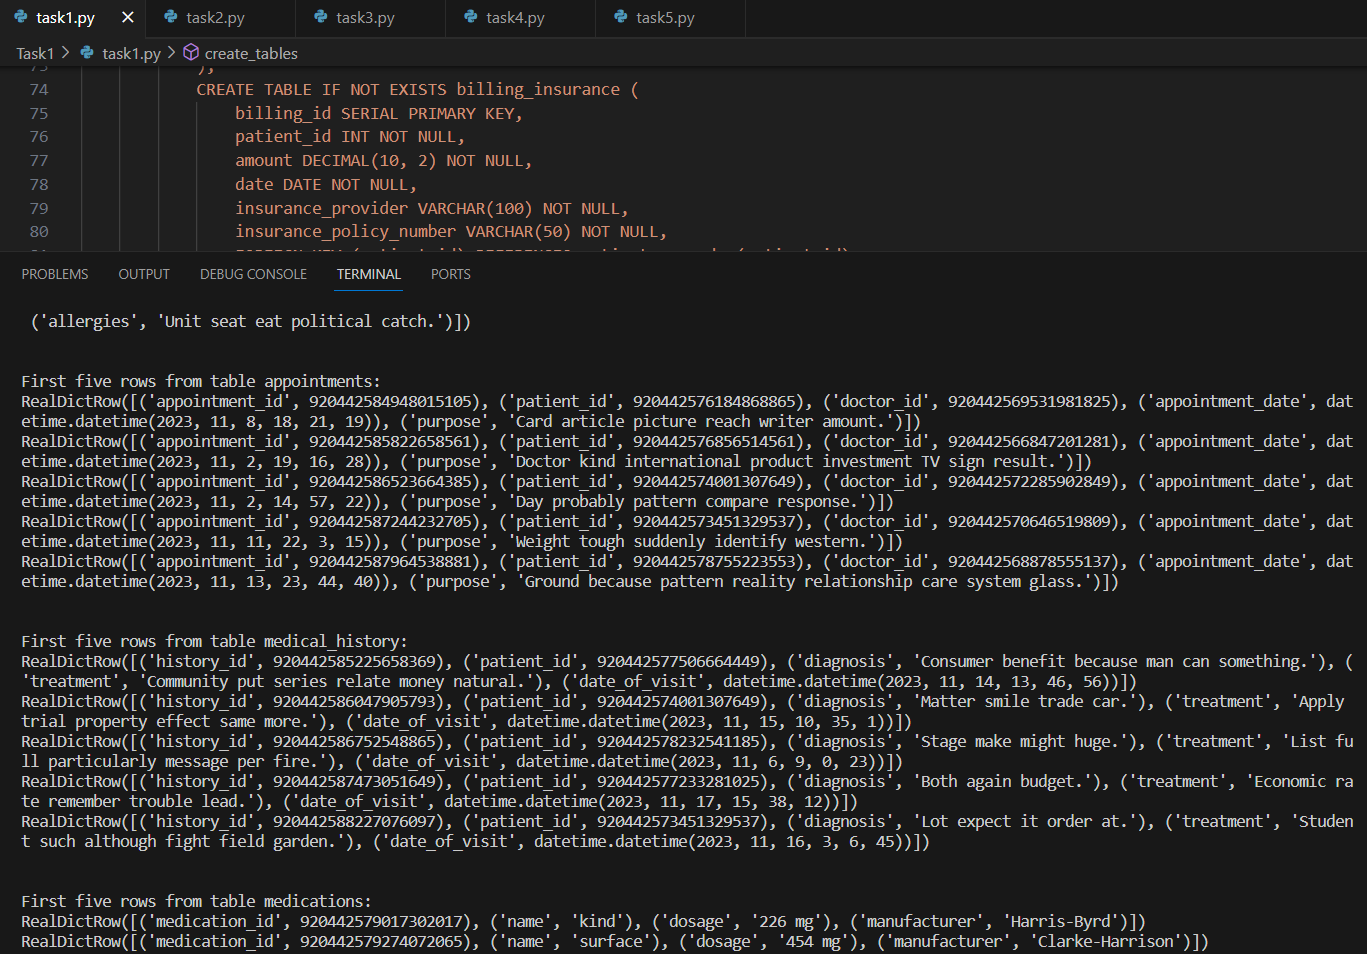 task1.py
task2.py
task3.py
task4.py
task5.py
Task1 > task1.py > create_tables
74 CREATE TABLE IF NOT EXISTS billing_insurance (
75 billing_id SERIAL PRIMARY KEY,
76 patient_id INT NOT NULL,
77 amount DECIMAL(10, 2) NOT NULL,
78 date DATE NOT NULL,
79 insurance_provider VARCHAR(100) NOT NULL,
80 insurance_policy_number VARCHAR(50) NOT NULL,
PROBLEMS OUTPUT DEBUG CONSOLE TERMINAL PORTS
('allergies', 'Unit seat eat political catch.')])
First five rows from table appointments:
RealDictRow([('appointment_id', 920442584948015105), ('patient_id', 920442576184868865), ('doctor_id', 920442569531981825), ('appointment_date', dat
etime.datetime(2023, 11, 8, 18, 21, 19)), ('purpose', 'Card article picture reach writer amount.')])
RealDictRow([('appointment_id', 920442585822658561), ('patient_id', 920442576856514561), ('doctor_id', 920442566847201281), ('appointment_date', dat
etime.datetime(2023, 11, 2, 19, 16, 28)), ('purpose', 'Doctor kind international product investment TV sign result.')])
RealDictRow([('appointment_id', 920442586523664385), ('patient_id', 920442574001307649), ('doctor_id', 920442572285902849), ('appointment_date', dat
etime.datetime(2023, 11, 2, 14, 57, 22)), ('purpose', 'Day probably pattern compare response.')])
RealDictRow([('appointment_id', 920442587244232705), ('patient_id', 920442573451329537), ('doctor_id', 920442570646519809), ('appointment_date', dat
etime.datetime(2023, 11, 11, 22, 3, 15)), ('purpose', 'Weight tough suddenly identify western.')])
RealDictRow([('appointment_id', 920442587964538881), ('patient_id', 920442578755223553), ('doctor_id', 920442568878555137), ('appointment_date', dat
etime.datetime(2023, 11, 13, 23, 44, 40)), ('purpose', 'Ground because pattern reality relationship care system glass.')])
First five rows from table medical_history:
RealDictRow([('history_id', 920442585225658369), ('patient_id', 920442577506664449), ('diagnosis', 'Consumer benefit because man can something.'), (
'treatment', 'Community put series relate money natural.'), ('date_of_visit', datetime.datetime(2023, 11, 14, 13, 46, 56))])
RealDictRow([('history_id', 920442586047905793), ('patient_id', 920442574001307649), ('diagnosis', 'Matter smile trade car.'), ('treatment', 'Apply
trial property effect same more.'), ('date_of_visit', datetime.datetime(2023, 11, 15, 10, 35, 1))])
RealDictRow([('history_id', 920442586752548865), ('patient_id', 920442578232541185), ('diagnosis', 'Stage make might huge.'), ('treatment', 'List fu
ll particularly message per fire.'), ('date_of_visit', datetime.datetime(2023, 11, 6, 9, 0, 23))])
RealDictRow([('history_id', 920442587473051649), ('patient_id', 920442577233281025), ('diagnosis', 'Both again budget.'), ('treatment', 'Economic ra
te remember trouble lead.'), ('date_of_visit', datetime.datetime(2023, 11, 17, 15, 38, 12))])
RealDictRow([('history_id', 920442588227076097), ('patient_id', 920442573451329537), ('diagnosis', 'Lot expect it order at.'), ('treatment', 'Studen
t such although fight field garden.'), ('date_of_visit', datetime.datetime(2023, 11, 16, 3, 6, 45))])
First five rows from table medications:
RealDictRow([('medication_id', 920442579017302017), ('name', 'kind'), ('dosage', '226 mg'), ('manufacturer', 'Harris-Byrd')])
RealDictRow([('medication_id', 920442579274072065), ('name', 'surface'), ('dosage', '454 mg'), ('manufacturer', 'Clarke-Harrison')])